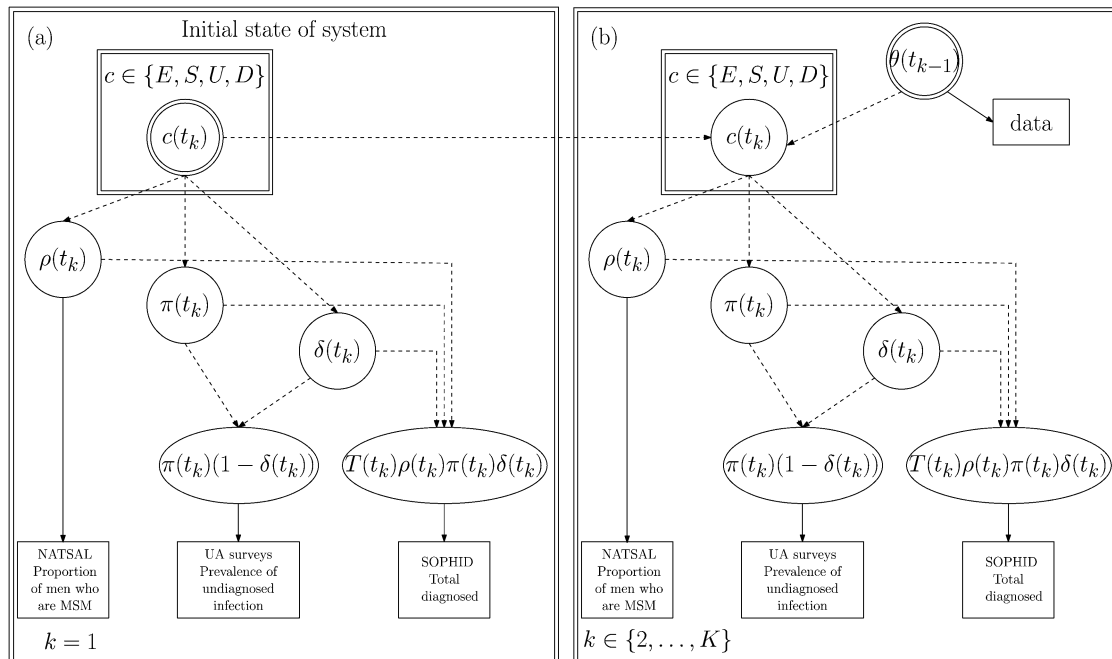 (a)
Initial state of system
c ∈ {E, S, U, D}
c(t_k)
ρ(t_k)
π(t_k)
δ(t_k)
π(t_k)(1 − δ(t_k))
T(t_k)ρ(t_k)π(t_k)δ(t_k)
NATSAL
Proportion
of men who
are MSM
UA surveys
Prevalence of
undiagnosed
infection
SOPHID
Total
diagnosed
k = 1
(b)
θ(t_{k−1})
data
c ∈ {E, S, U, D}
c(t_k)
ρ(t_k)
π(t_k)
δ(t_k)
π(t_k)(1 − δ(t_k))
T(t_k)ρ(t_k)π(t_k)δ(t_k)
NATSAL
Proportion
of men who
are MSM
UA surveys
Prevalence of
undiagnosed
infection
SOPHID
Total
diagnosed
k ∈ {2, . . . , K}